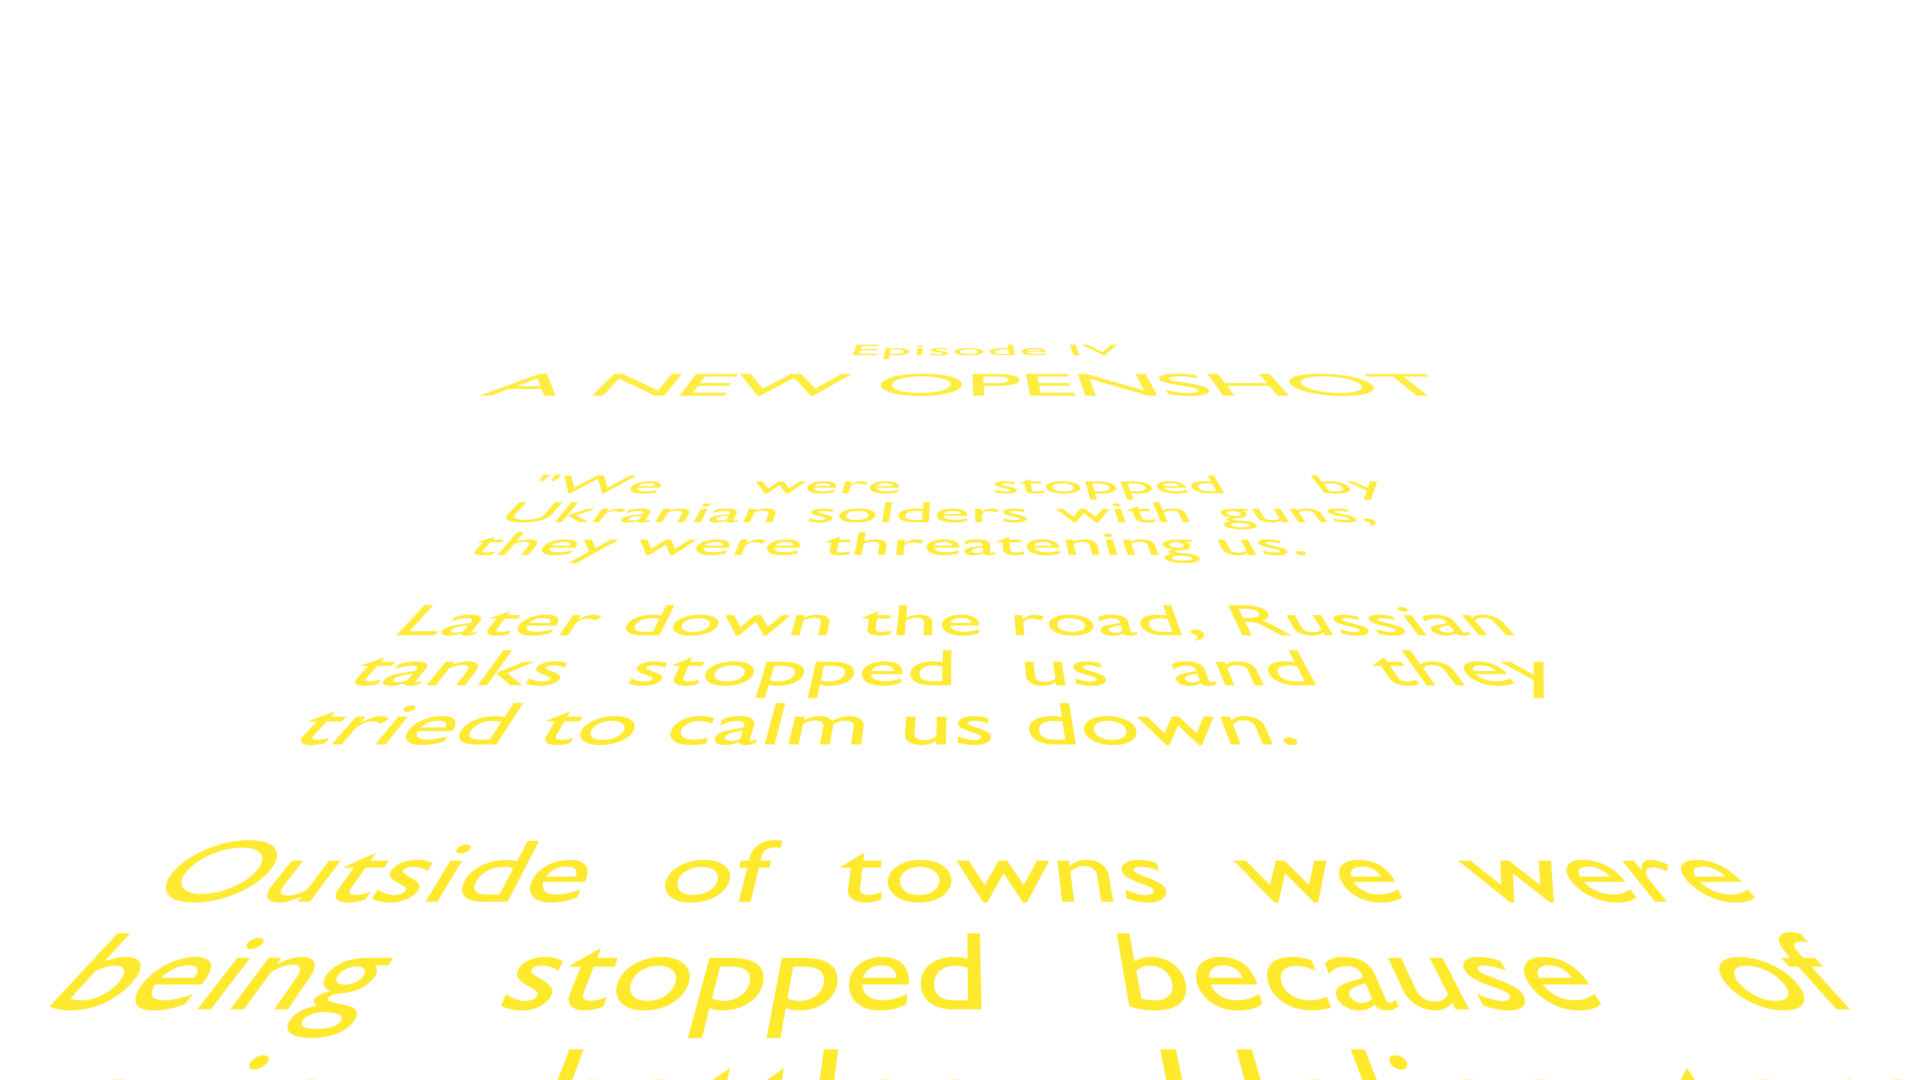 Episode IV
A NEW OPENSHOT
"We were stopped by
Ukranian solders with guns,
they were threatening us.
Later down the road, Russian
tanks stopped us and they
tried to calm us down.
Outside of towns we were
being stopped because of